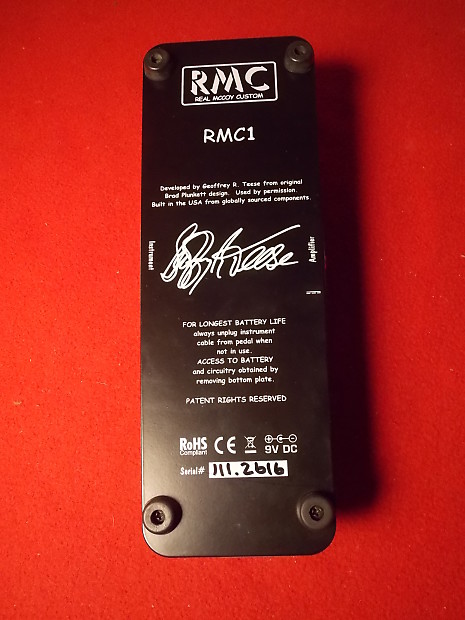 RMC
REAL MCCOY CUSTOM
RMC1
Developed by Geoffrey R. Teese from original
Brad Plunkett design. Used by permission.
Built in the USA from globally sourced components.
Instrument
Amplifier
FOR LONGEST BATTERY LIFE
always unplug instrument
cable from pedal when
not in use.
ACCESS TO BATTERY
and circuitry obtained by
removing bottom plate.
PATENT RIGHTS RESERVED
RoHS
Compliant
CE
9V DC
Serial# J11.2616